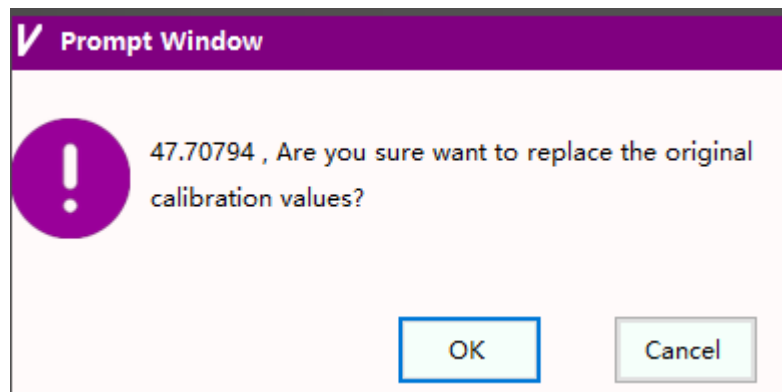 Prompt Window
47.70794 , Are you sure want to replace the original
calibration values?
OK
Cancel